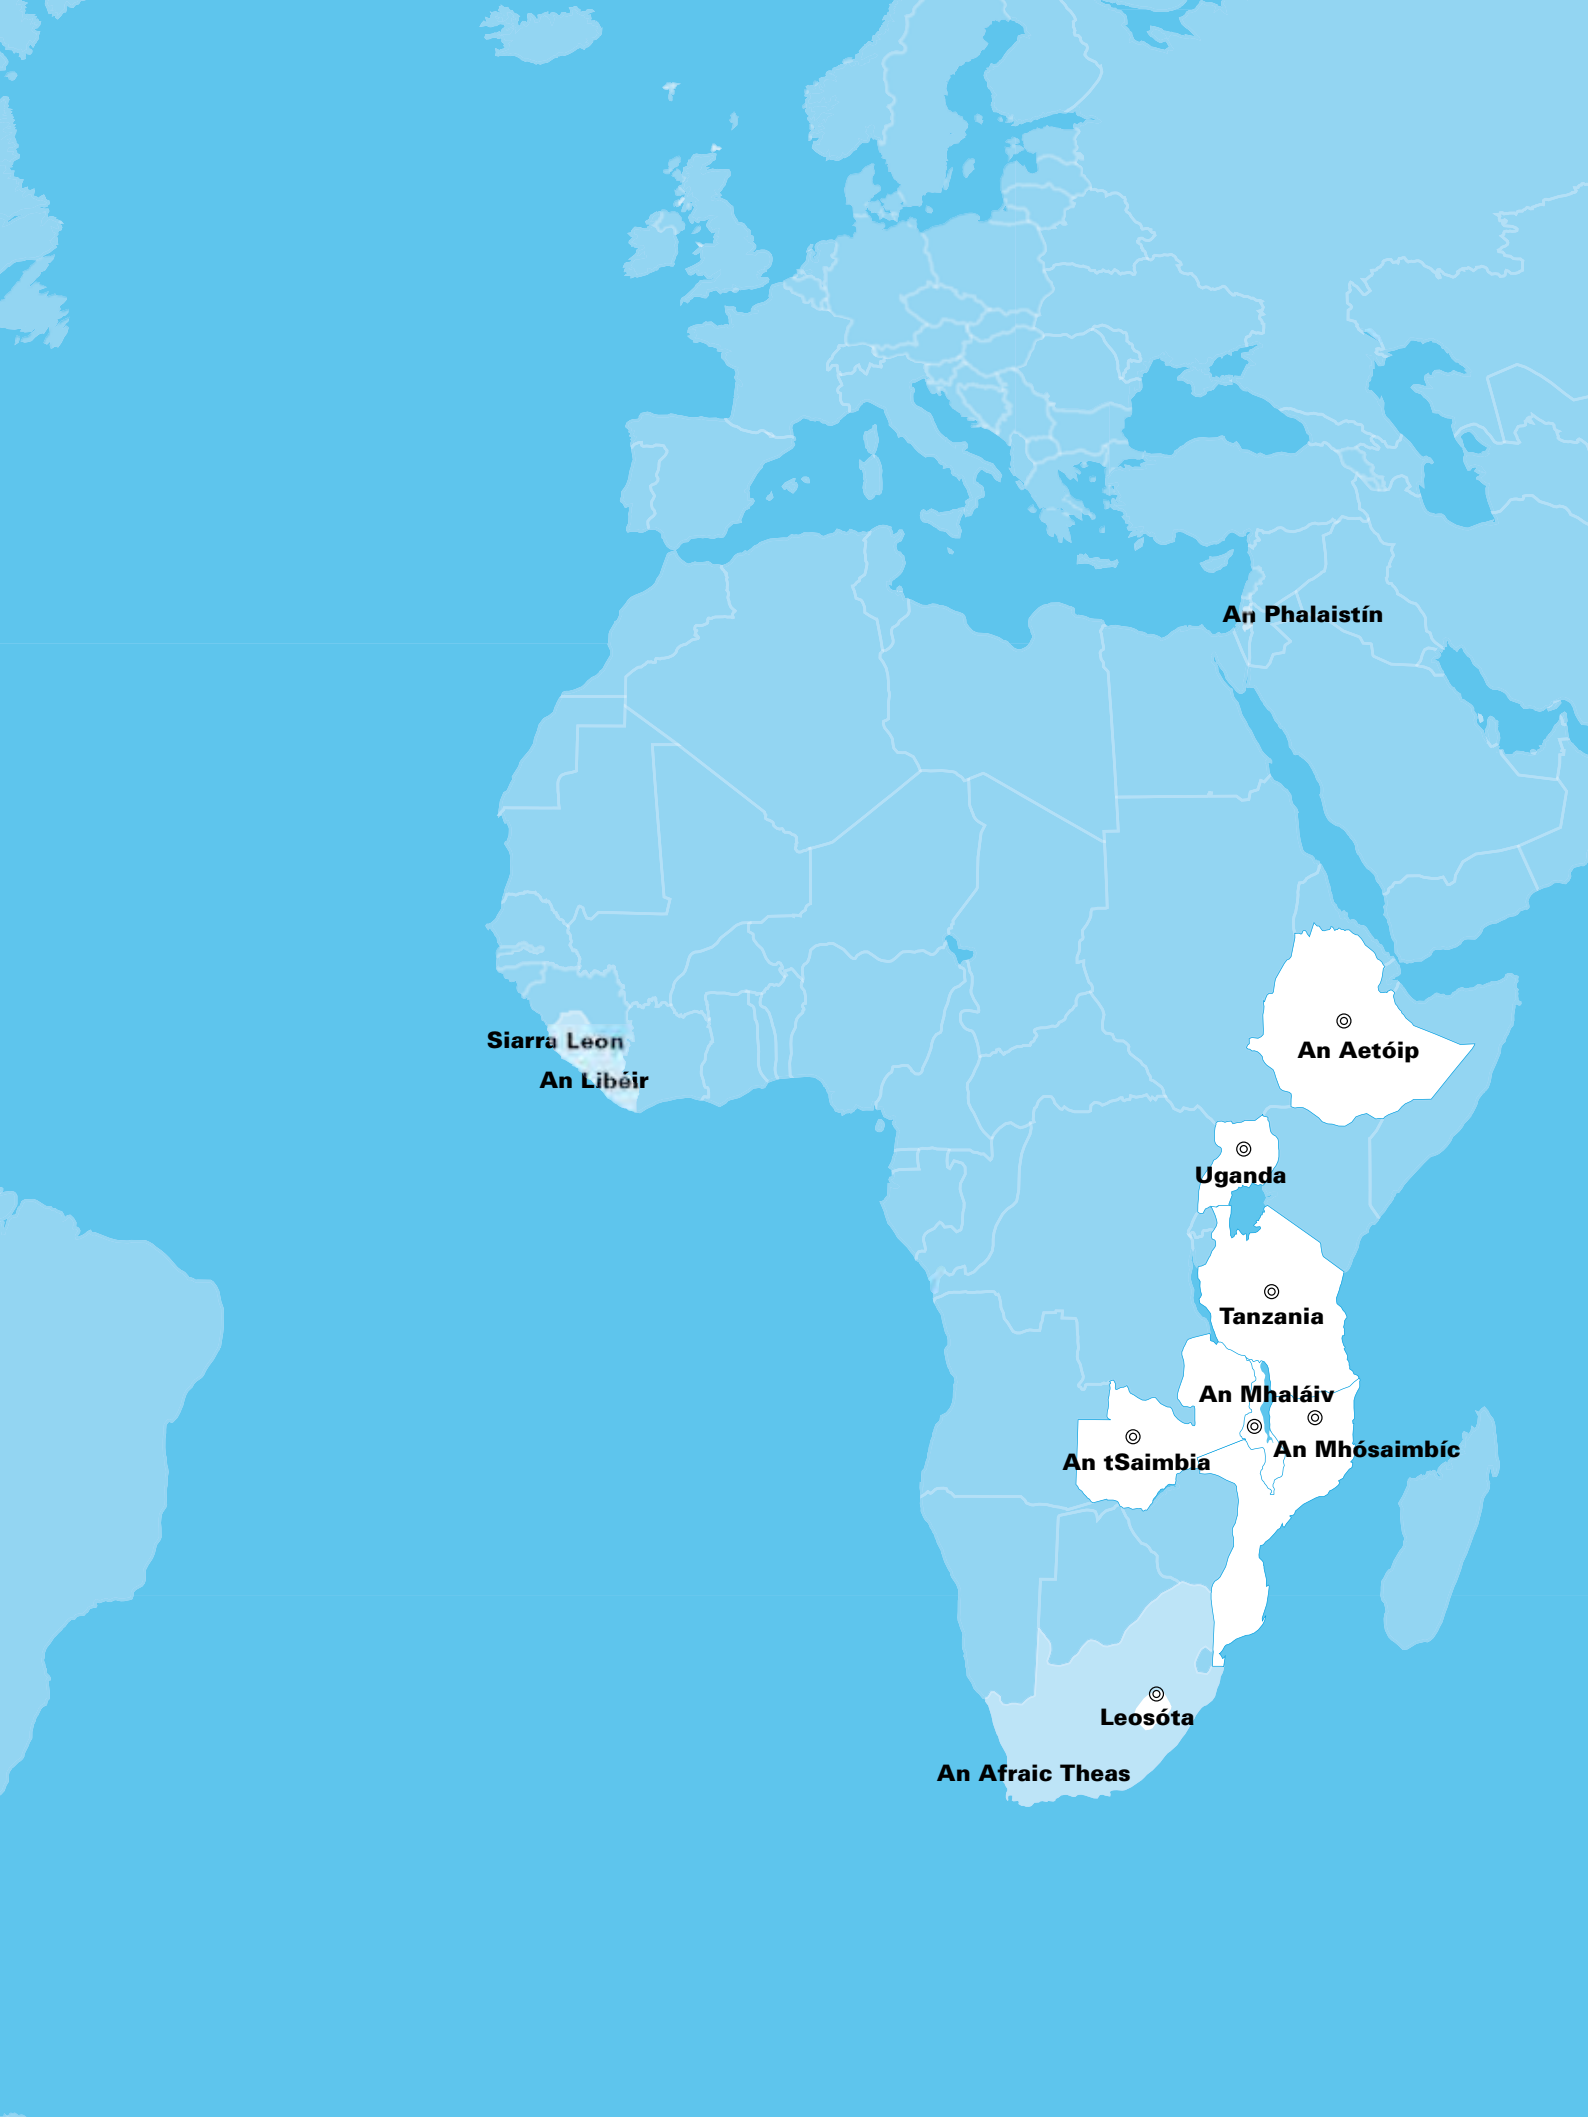 An Phalaistín
Siarra Leon
An Aetóip
An Libéir
Uganda
Tanzania
An Mhaláiv
An Mhósaimbíc
An tSaimbia
Leosóta
An Afraic Theas